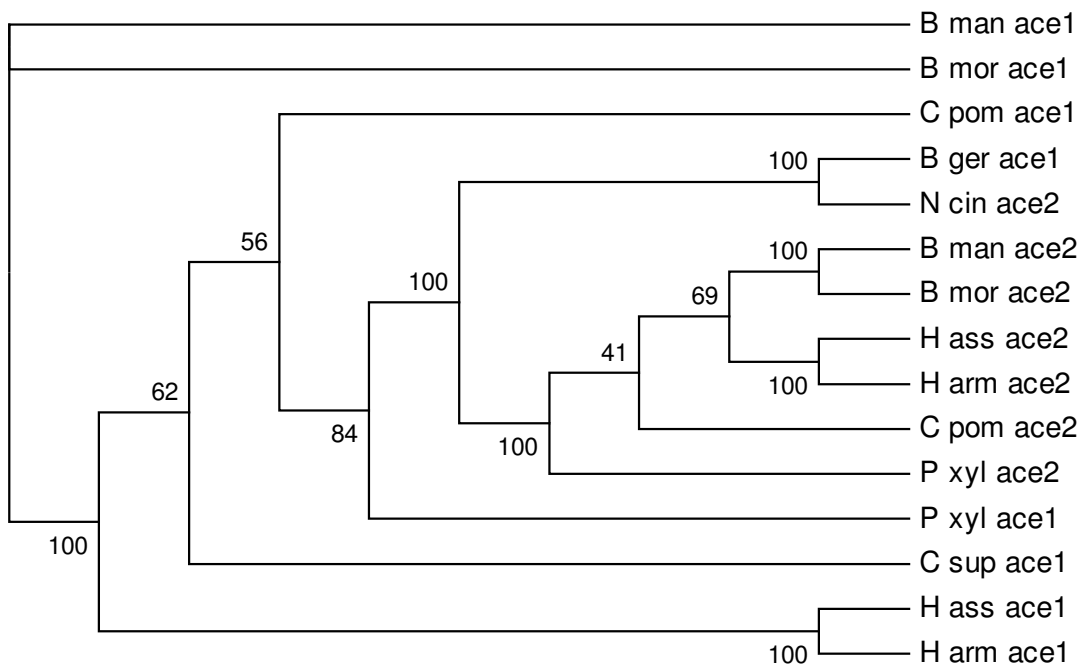 B man ace1
B mor ace1
C pom ace1
100 B ger ace1
N cin ace2
56 100 B man ace2
100 69 B mor ace2
41 H ass ace2
62 100 H arm ace2
84 100 C pom ace2
P xyl ace2
P xyl ace1
100 C sup ace1
H ass ace1
100 H arm ace1